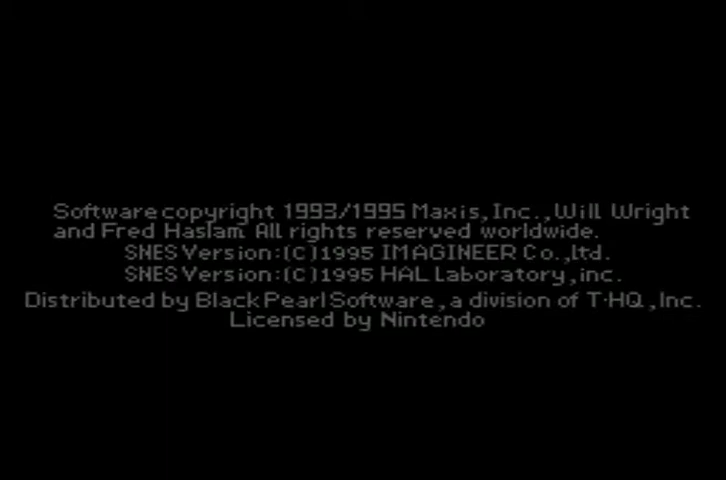 Software copyright 1993/1995 Maxis, Inc., Will Wright
and Fred Haslam. All rights reserved worldwide.
SNES Version:(C)1995 IMAGINEER Co.,ltd.
SNES Version:(C)1995 HAL Laboratory, inc.
Distributed by Black Pearl Software, a division of T·HQ, Inc.
Licensed by Nintendo